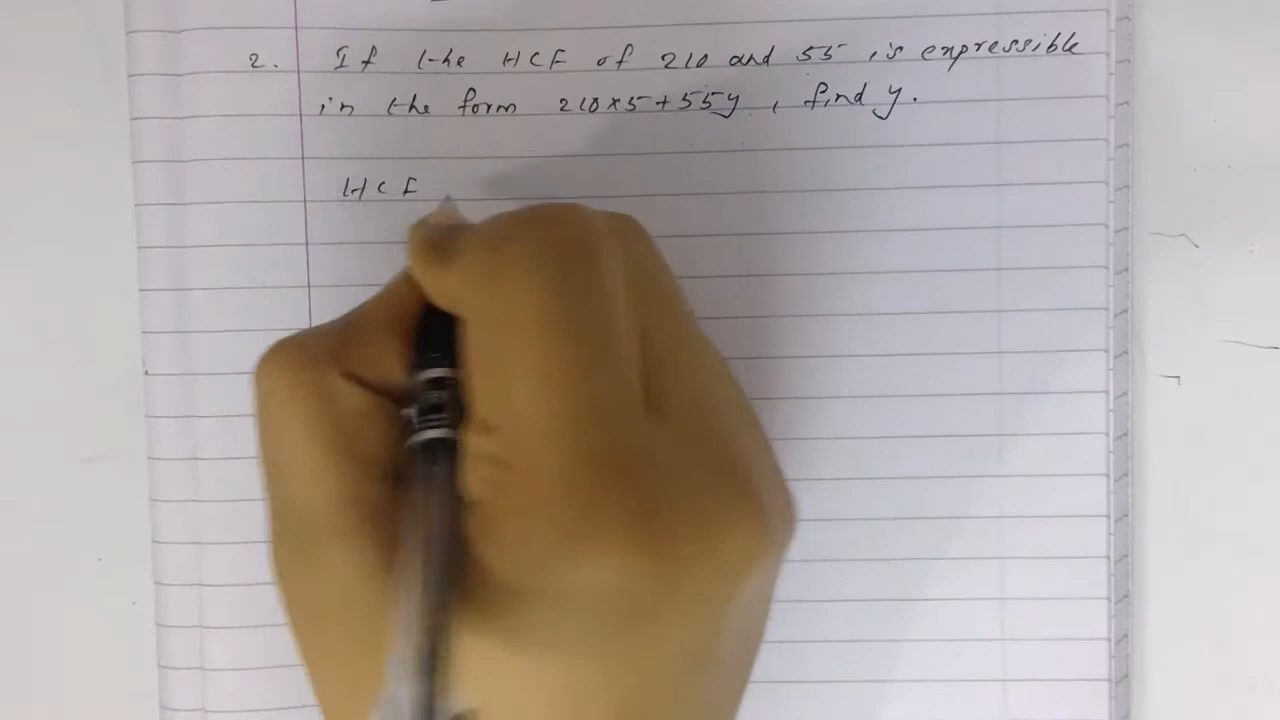 2. If the HCF of 210 and 55 is expressible
in the form 210×5+55y, find y.
HCF